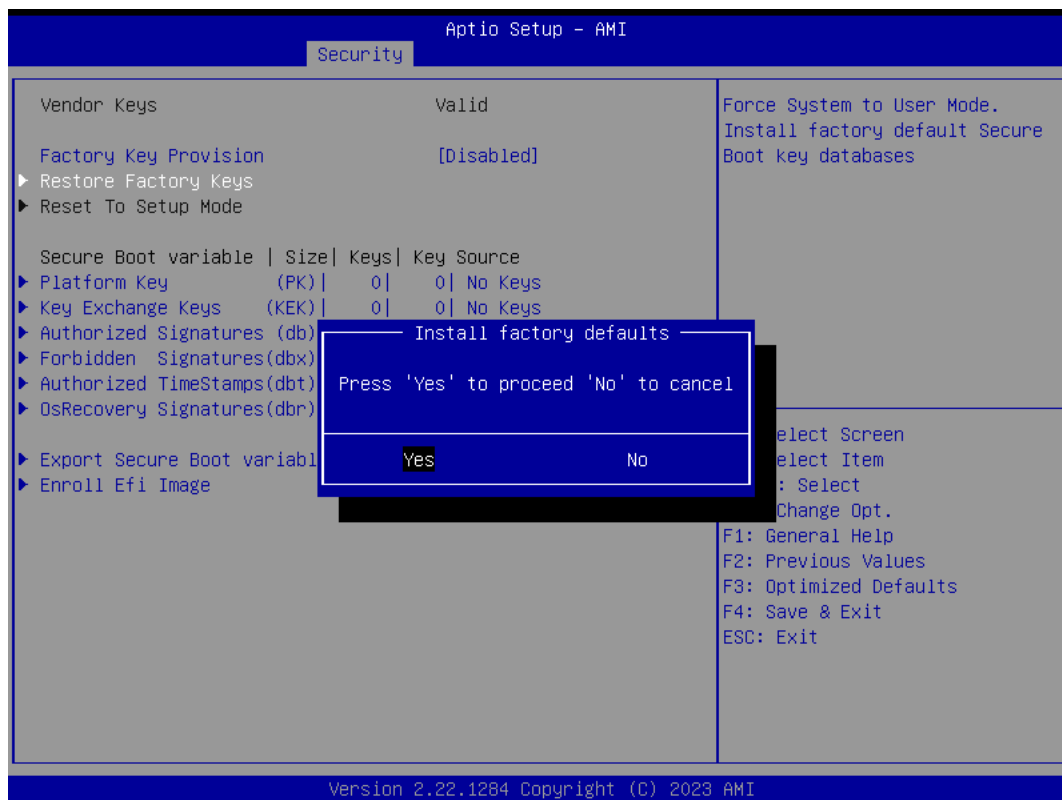 Aptio Setup – AMI
Security
Vendor Keys Valid
Factory Key Provision [Disabled]
Restore Factory Keys
Reset To Setup Mode
Secure Boot variable | Size| Keys| Key Source
Platform Key (PK)| 0| 0| No Keys
Key Exchange Keys (KEK)| 0| 0| No Keys
Authorized Signatures (db)
Forbidden Signatures(dbx)
Authorized TimeStamps(dbt)
OsRecovery Signatures(dbr)
Export Secure Boot variabl
Enroll Efi Image
Install factory defaults
Press 'Yes' to proceed 'No' to cancel
Yes No
Force System to User Mode.
Install factory default Secure
Boot key databases
elect Screen
elect Item
: Select
Change Opt.
F1: General Help
F2: Previous Values
F3: Optimized Defaults
F4: Save & Exit
ESC: Exit
Version 2.22.1284 Copyright (C) 2023 AMI